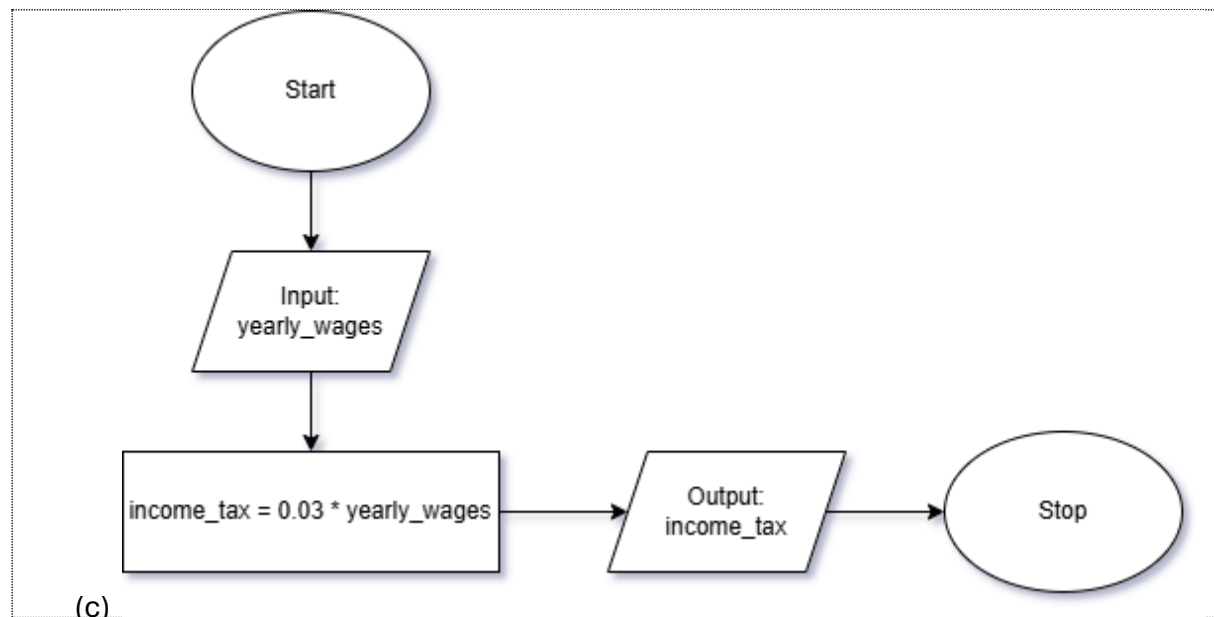 Start
Input:
yearly_wages
income_tax = 0.03 * yearly_wages
Output:
income_tax
Stop
(c)